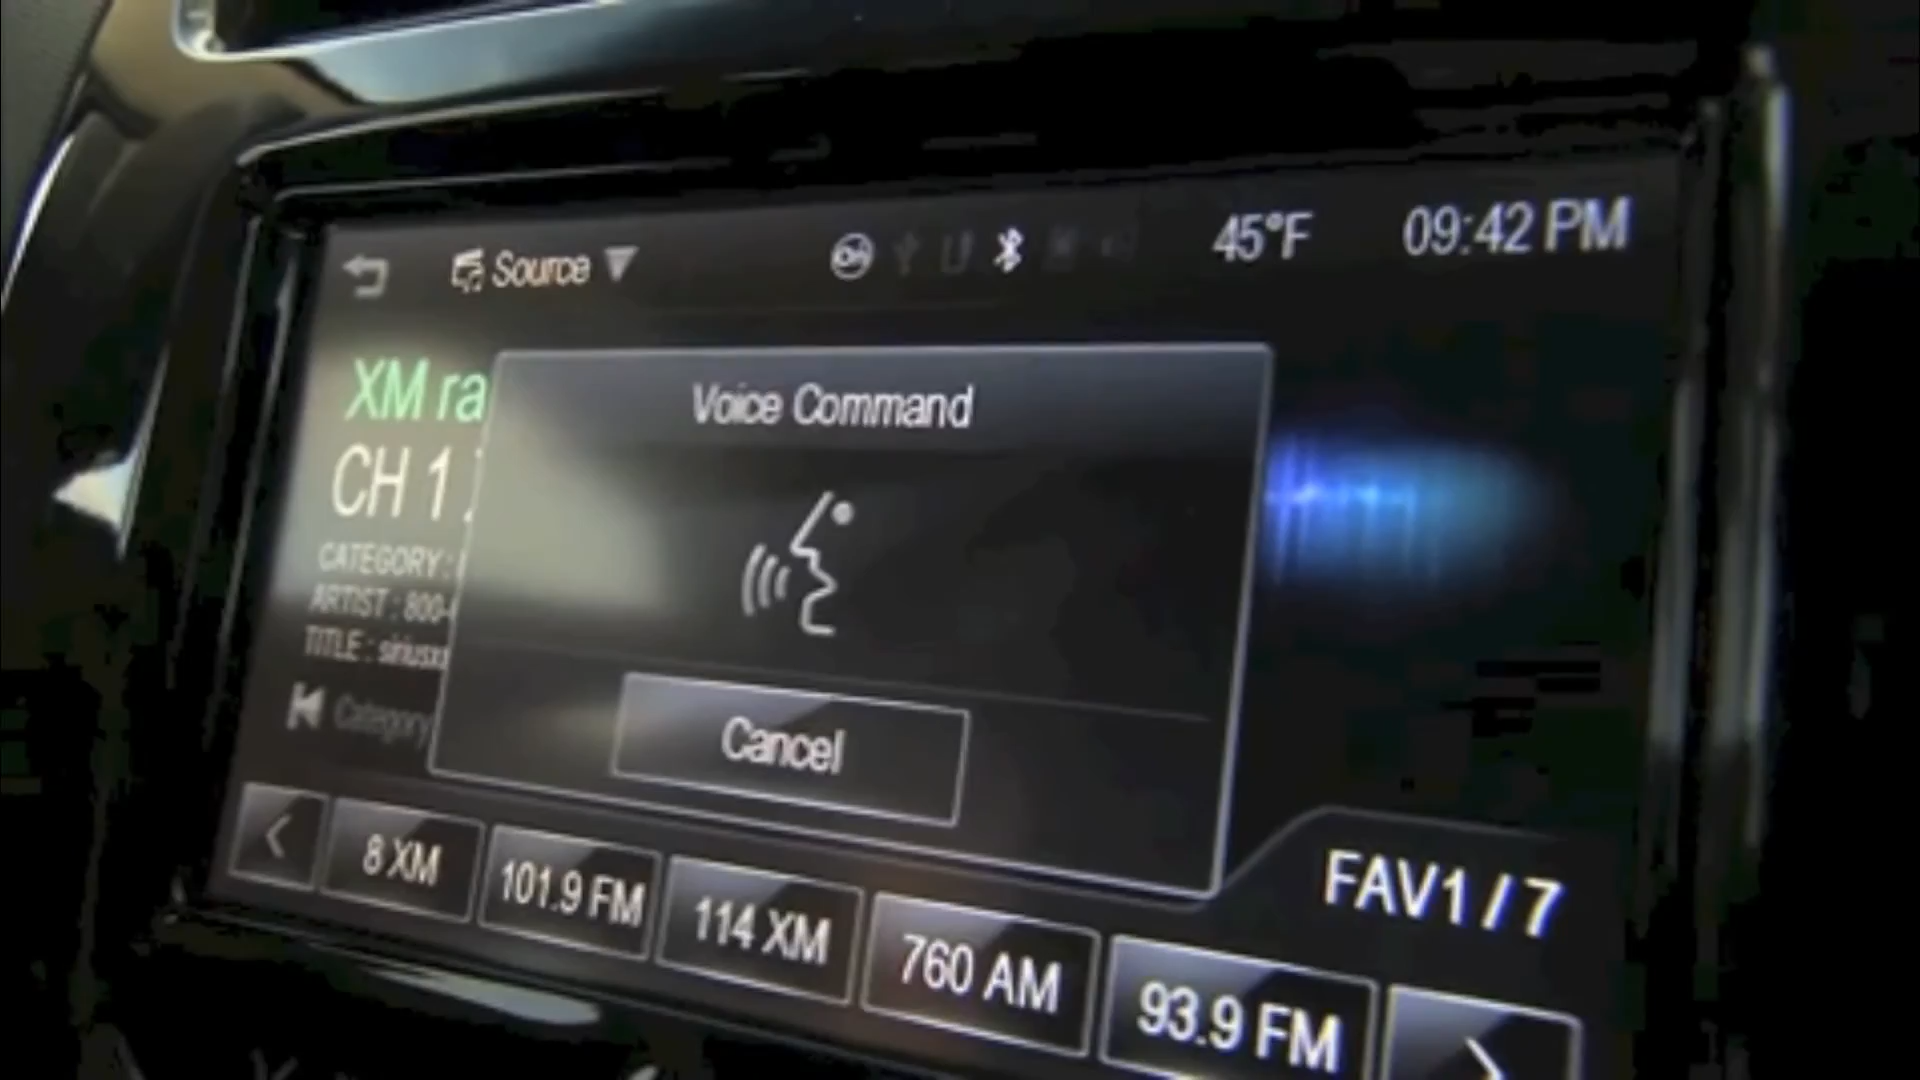 Source
45°F
09:42 PM
XM ra
CH 1
Voice Command
CATEGORY :
ARTIST : 800-
TITLE : siriusx
Category
Cancel
FAV1 / 7
8 XM
101.9 FM
114 XM
760 AM
93.9 FM